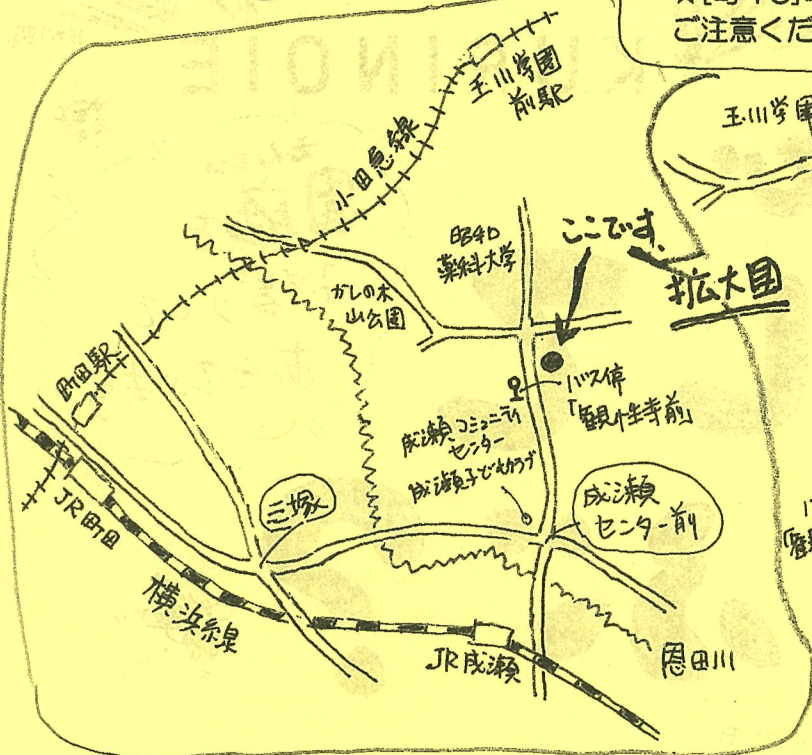 ご注意くだ
玉川学園
前駅
玉川学園
小田急線
昭和
薬科大学
ここです。
拡大図
かしの木
山公園
町田駅
バス停
「観性寺前」
成瀬コミュニティ
センター
成瀬子どもクラブ
成瀬
センター前
三塚
JR町田
横浜線
JR成瀬
恩田川